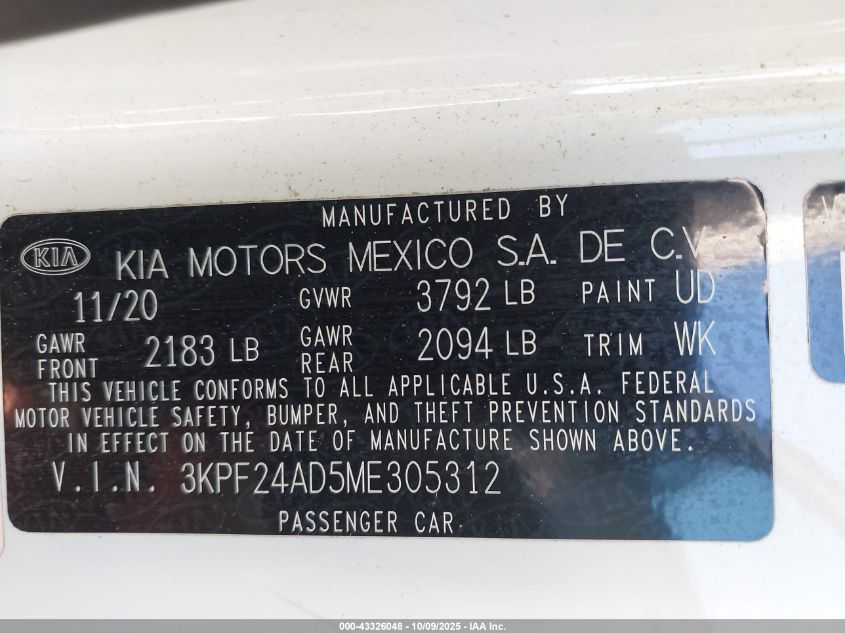 MANUFACTURED BY
KIA KIA MOTORS MEXICO S.A. DE C.V
11/20 GVWR 3792 LB PAINT UD
GAWR FRONT 2183 LB GAWR REAR 2094 LB TRIM WK
THIS VEHICLE CONFORMS TO ALL APPLICABLE U.S.A. FEDERAL
MOTOR VEHICLE SAFETY, BUMPER, AND THEFT PREVENTION STANDARDS
IN EFFECT ON THE DATE OF MANUFACTURE SHOWN ABOVE.
V.I.N. 3KPF24AD5ME305312
PASSENGER CAR
000-43326048 - 10/09/2025 - IAA Inc.